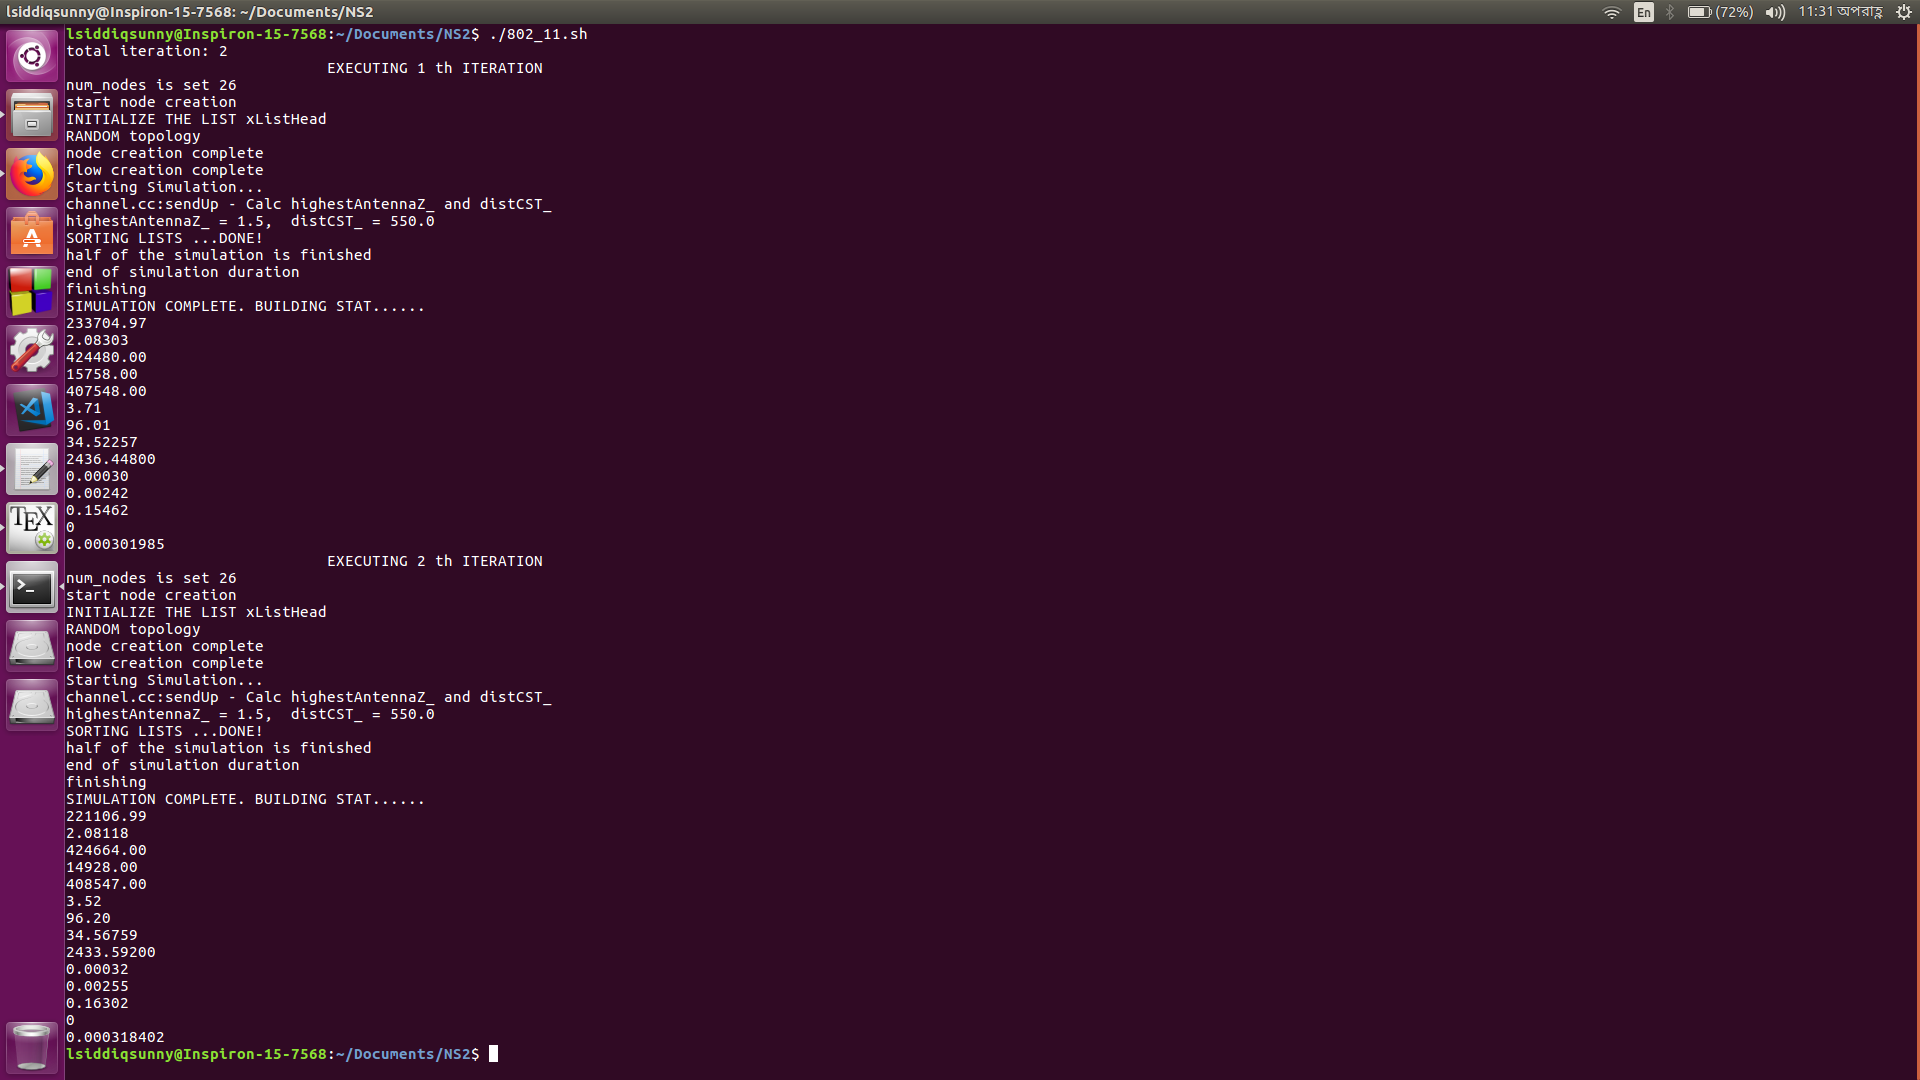 lsiddiqsunny@Inspiron-15-7568: ~/Documents/NS2
En
(72%)
11:31 অপরাহ্ণ
lsiddiqsunny@Inspiron-15-7568:~/Documents/NS2$ ./802_11.sh
total iteration: 2
EXECUTING 1 th ITERATION
num_nodes is set 26
start node creation
INITIALIZE THE LIST xListHead
RANDOM topology
node creation complete
flow creation complete
Starting Simulation...
channel.cc:sendUp - Calc highestAntennaZ_ and distCST_
highestAntennaZ_ = 1.5,  distCST_ = 550.0
SORTING LISTS ...DONE!
half of the simulation is finished
end of simulation duration
finishing
SIMULATION COMPLETE. BUILDING STAT......
233704.97
2.08303
424480.00
15758.00
407548.00
3.71
96.01
34.52257
2436.44800
0.00030
0.00242
0.15462
0
0.000301985
EXECUTING 2 th ITERATION
num_nodes is set 26
start node creation
INITIALIZE THE LIST xListHead
RANDOM topology
node creation complete
flow creation complete
Starting Simulation...
channel.cc:sendUp - Calc highestAntennaZ_ and distCST_
highestAntennaZ_ = 1.5,  distCST_ = 550.0
SORTING LISTS ...DONE!
half of the simulation is finished
end of simulation duration
finishing
SIMULATION COMPLETE. BUILDING STAT......
221106.99
2.08118
424664.00
14928.00
408547.00
3.52
96.20
34.56759
2433.59200
0.00032
0.00255
0.16302
0
0.000318402
lsiddiqsunny@Inspiron-15-7568:~/Documents/NS2$
TEX